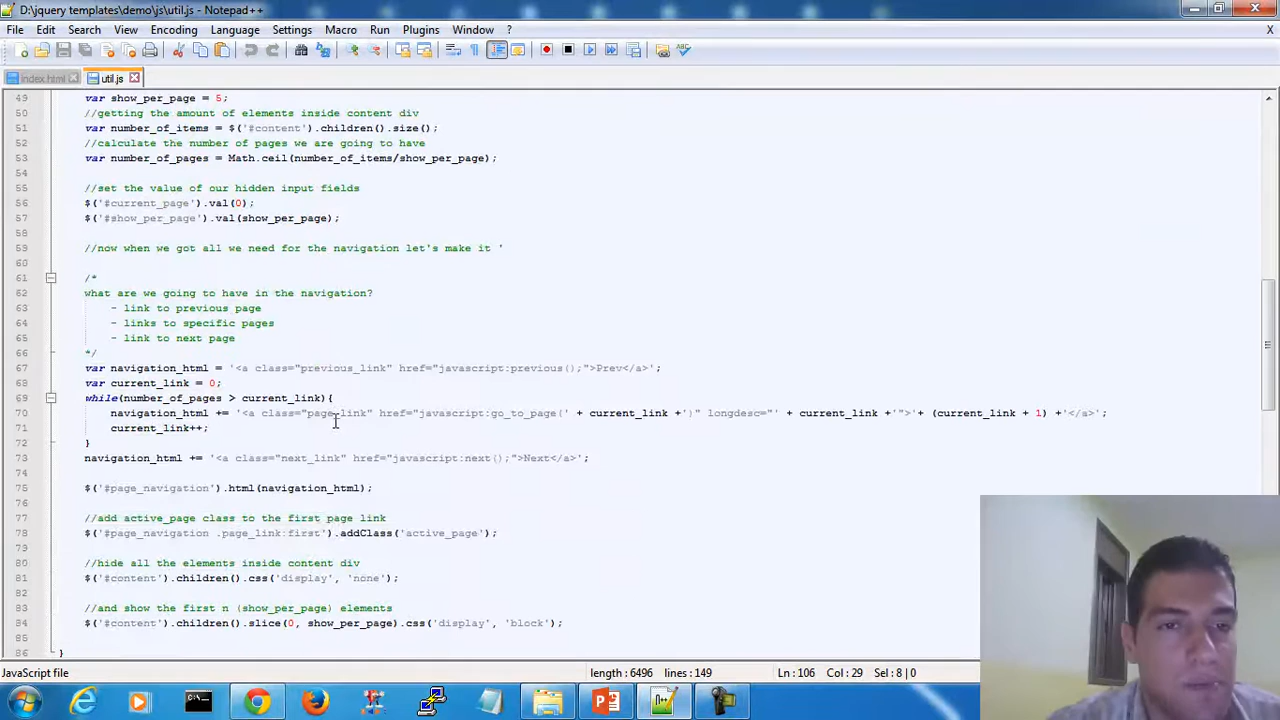 D:\jquery templates\demo\js\util.js - Notepad++
File Edit Search View Encoding Language Settings Macro Run Plugins Window ? X
index.html util.js
49 var show_per_page = 5;
50 //getting the amount of elements inside content div
51 var number_of_items = $('#content').children().size();
52 //calculate the number of pages we are going to have
53 var number_of_pages = Math.ceil(number_of_items/show_per_page);
54
55 //set the value of our hidden input fields
56 $('#current_page').val(0);
57 $('#show_per_page').val(show_per_page);
58
59 //now when we got all we need for the navigation let's make it '
60
61 /*
62 what are we going to have in the navigation?
63 - link to previous page
64 - links to specific pages
65 - link to next page
66 */
67 var navigation_html = '<a class="previous_link" href="javascript:previous();">Prev</a>';
68 var current_link = 0;
69 while(number_of_pages > current_link){
70 navigation_html += '<a class="page_link" href="javascript:go_to_page(' + current_link +')" longdesc="' + current_link +'">'+ (current_link + 1) +'</a>';
71 current_link++;
72 }
73 navigation_html += '<a class="next_link" href="javascript:next();">Next</a>';
74
75 $('#page_navigation').html(navigation_html);
76
77 //add active_page class to the first page link
78 $('#page_navigation .page_link:first').addClass('active_page');
79
80 //hide all the elements inside content div
81 $('#content').children().css('display', 'none');
82
83 //and show the first n (show_per_page) elements
84 $('#content').children().slice(0, show_per_page).css('display', 'block');
85
86 }
JavaScript file length : 6496 lines : 149 Ln : 106 Col : 29 Sel : 8 | 0